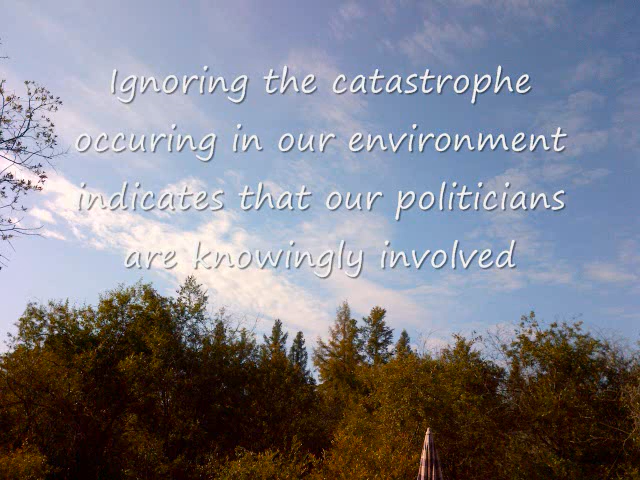 Ignoring the catastrophe
occuring in our environment
indicates that our politicians
are knowingly involved